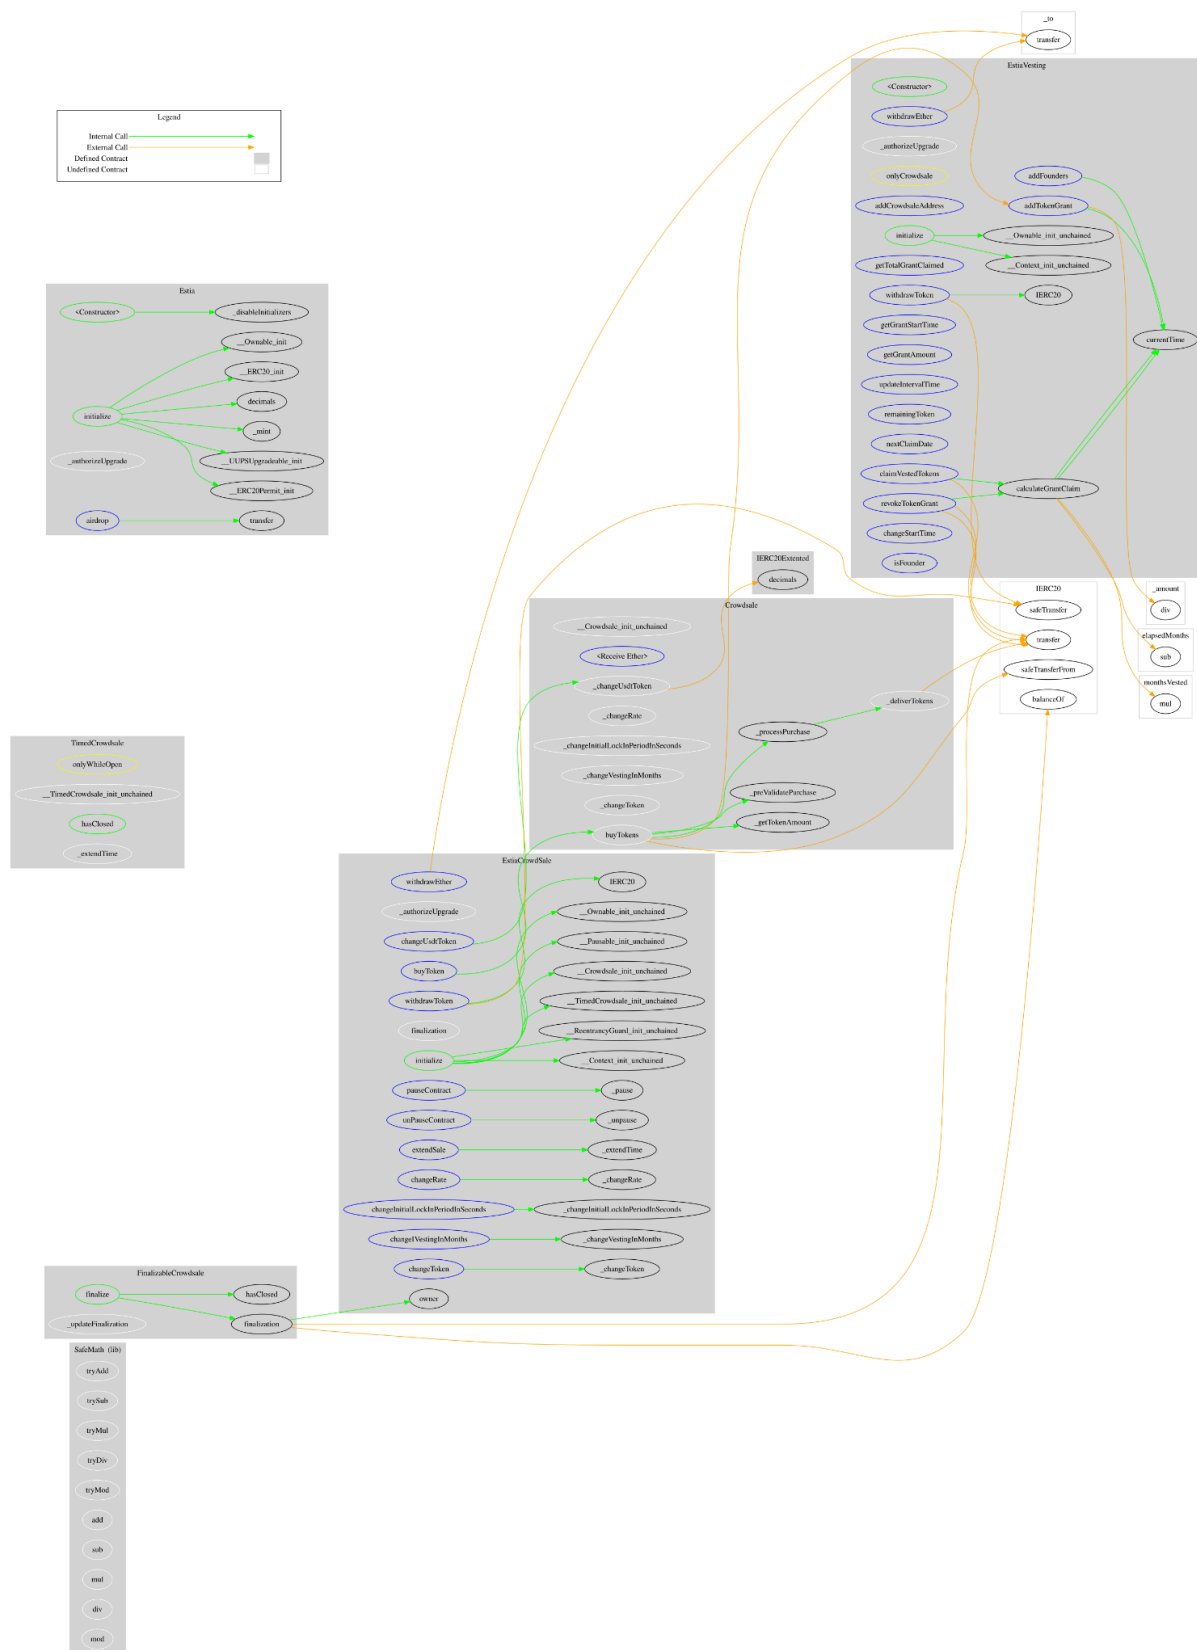 _to
transfer
EstiaVesting
<Constructor>
withdrawEther
_authorizeUpgrade
onlyCrowdsale
addFounders
addCrowdsaleAddress
addTokenGrant
initialize
__Ownable_init_unchained
getTotalGrantClaimed
__Context_init_unchained
withdrawToken
IERC20
getGrantStartTime
currentTime
getGrantAmount
updateIntervalTime
remainingToken
nextClaimDate
claimVestedTokens
calculateGrantClaim
revokeTokenGrant
changeStartTime
isFounder
Legend
Internal Call
External Call
Defined Contract
Undefined Contract
Estia
<Constructor>
_disableInitializers
__Ownable_init
__ERC20_init
decimals
initialize
_mint
_authorizeUpgrade
__UUPSUpgradeable_init
__ERC20Permit_init
airdrop
transfer
IERC20Extented
decimals
IERC20
safeTransfer
transfer
safeTransferFrom
balanceOf
_amount
div
elapsedMonths
sub
monthsVested
mul
Crowdsale
__Crowdsale_init_unchained
<Receive Ether>
_changeUsdtToken
_deliverTokens
_changeRate
_processPurchase
_changeInitialLockInPeriodInSeconds
_changeVestingInMonths
_preValidatePurchase
_changeToken
_getTokenAmount
buyTokens
TimedCrowdsale
onlyWhileOpen
__TimedCrowdsale_init_unchained
hasClosed
_extendTime
EstiaCrowdSale
withdrawEther
IERC20
_authorizeUpgrade
__Ownable_init_unchained
changeUsdtToken
__Pausable_init_unchained
buyToken
__Crowdsale_init_unchained
withdrawToken
__TimedCrowdsale_init_unchained
finalization
__ReentrancyGuard_init_unchained
initialize
__Context_init_unchained
pauseContract
_pause
unPauseContract
_unpause
extendSale
_extendTime
changeRate
_changeRate
changeInitialLockInPeriodInSeconds
_changeInitialLockInPeriodInSeconds
changeIVestingInMonths
_changeVestingInMonths
changeToken
_changeToken
owner
FinalizableCrowdsale
finalize
hasClosed
_updateFinalization
finalization
SafeMath (lib)
tryAdd
trySub
tryMul
tryDiv
tryMod
add
sub
mul
div
mod